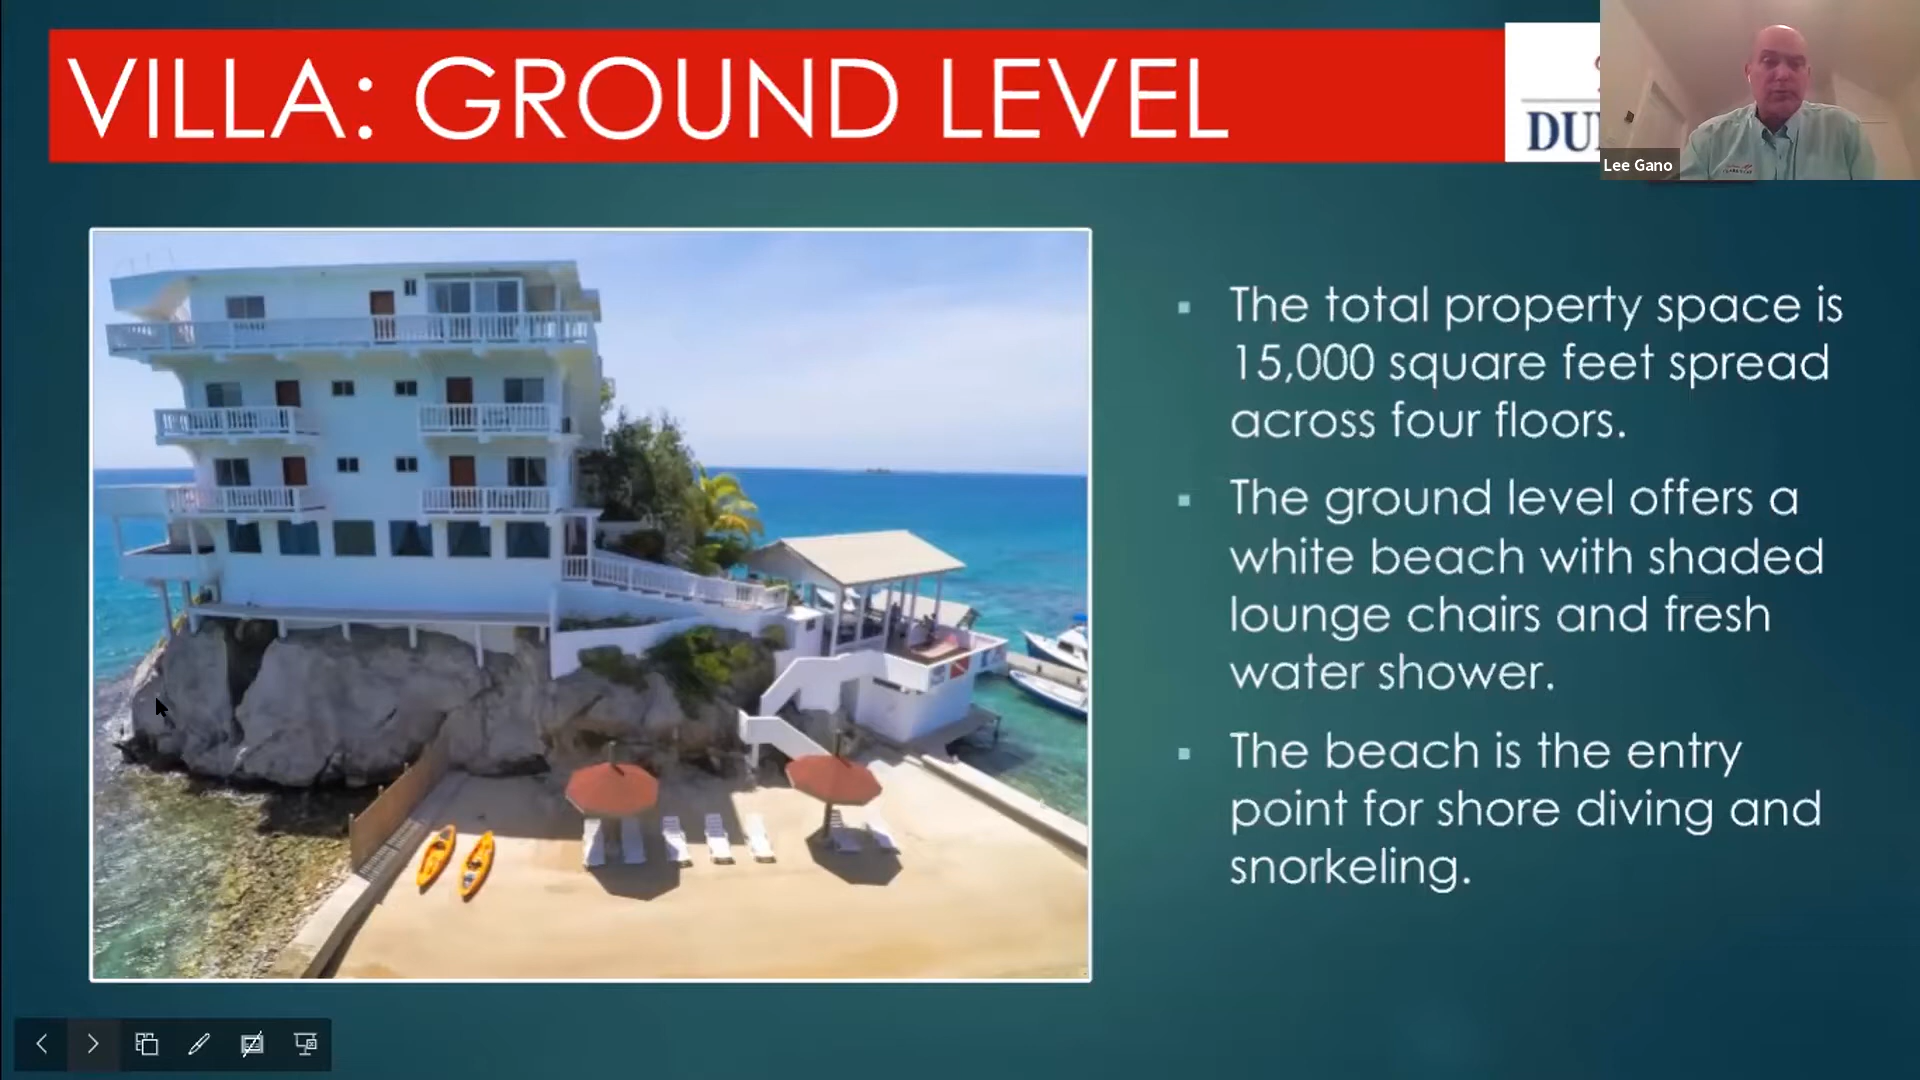 VILLA: GROUND LEVEL
Lee Gano
The total property space is
15,000 square feet spread
across four floors.
The ground level offers a
white beach with shaded
lounge chairs and fresh
water shower.
The beach is the entry
point for shore diving and
snorkeling.